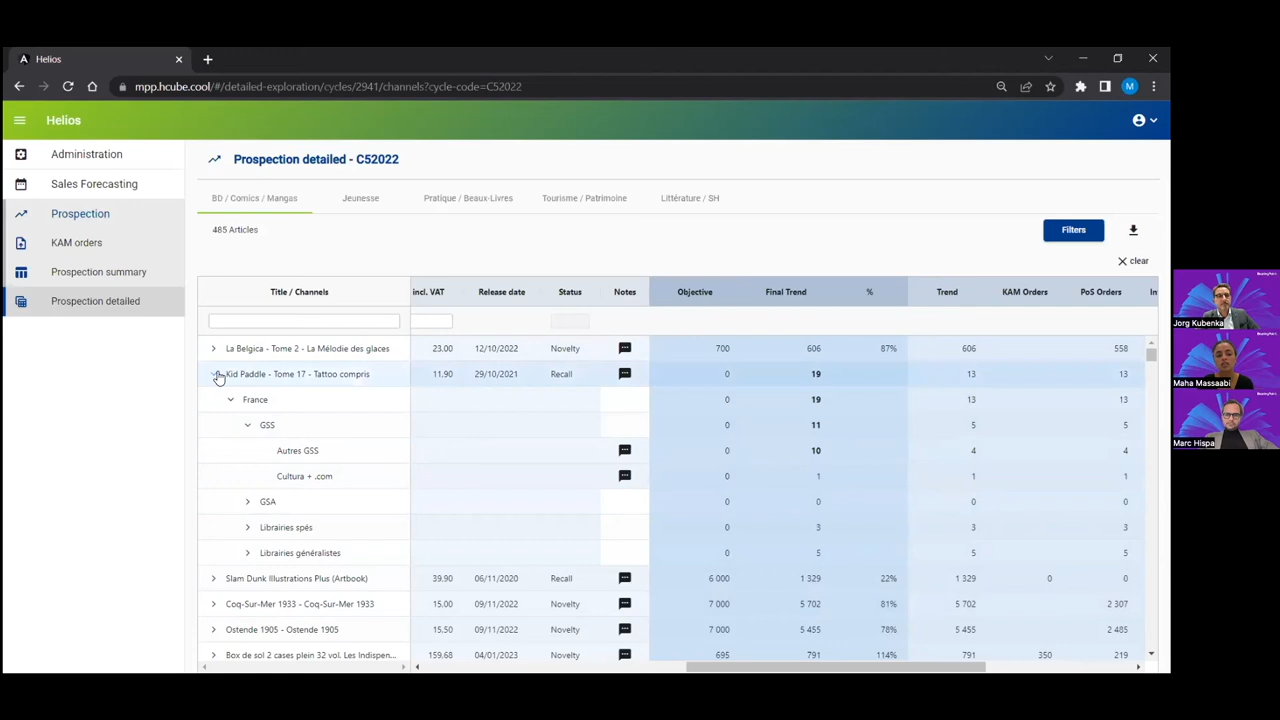 Helios
mpp.hcube.cool/#/detailed-exploration/cycles/2941/channels?cycle-code=C52022
M
Helios
Administration
Sales Forecasting
Prospection
KAM orders
Prospection summary
Prospection detailed
Prospection detailed - C52022
BD / Comics / Mangas Jeunesse Pratique / Beaux-Livres Tourisme / Patrimoine Littérature / SH
485 Articles
Filters
clear
Title / Channels incl. VAT Release date Status Notes Objective Final Trend % Trend KAM Orders PoS Orders In
La Belgica - Tome 2 - La Mélodie des glaces 23.00 12/10/2022 Novelty 700 606 87% 606 558
Kid Paddle - Tome 17 - Tattoo compris 11.90 29/10/2021 Recall 0 19 13 13
France 0 19 13 13
GSS 0 11 5 5
Autres GSS 0 10 4 4
Cultura + .com 0 1 1 1
GSA 0 0 0 0
Librairies spés 0 3 3 3
Librairies généralistes 0 5 5 5
Slam Dunk Illustrations Plus (Artbook) 39.90 06/11/2020 Recall 6 000 1 329 22% 1 329 0 0
Coq-Sur-Mer 1933 - Coq-Sur-Mer 1933 15.00 09/11/2022 Novelty 7 000 5 702 81% 5 702 2 307
Ostende 1905 - Ostende 1905 15.50 09/11/2022 Novelty 7 000 5 455 78% 5 455 2 485
Box de sol 2 cases plein 32 vol. Les Indispen... 159.68 04/01/2023 Novelty 695 791 114% 791 350 219
Jorg Kubenka
Maha Massaabi
Marc Hispa